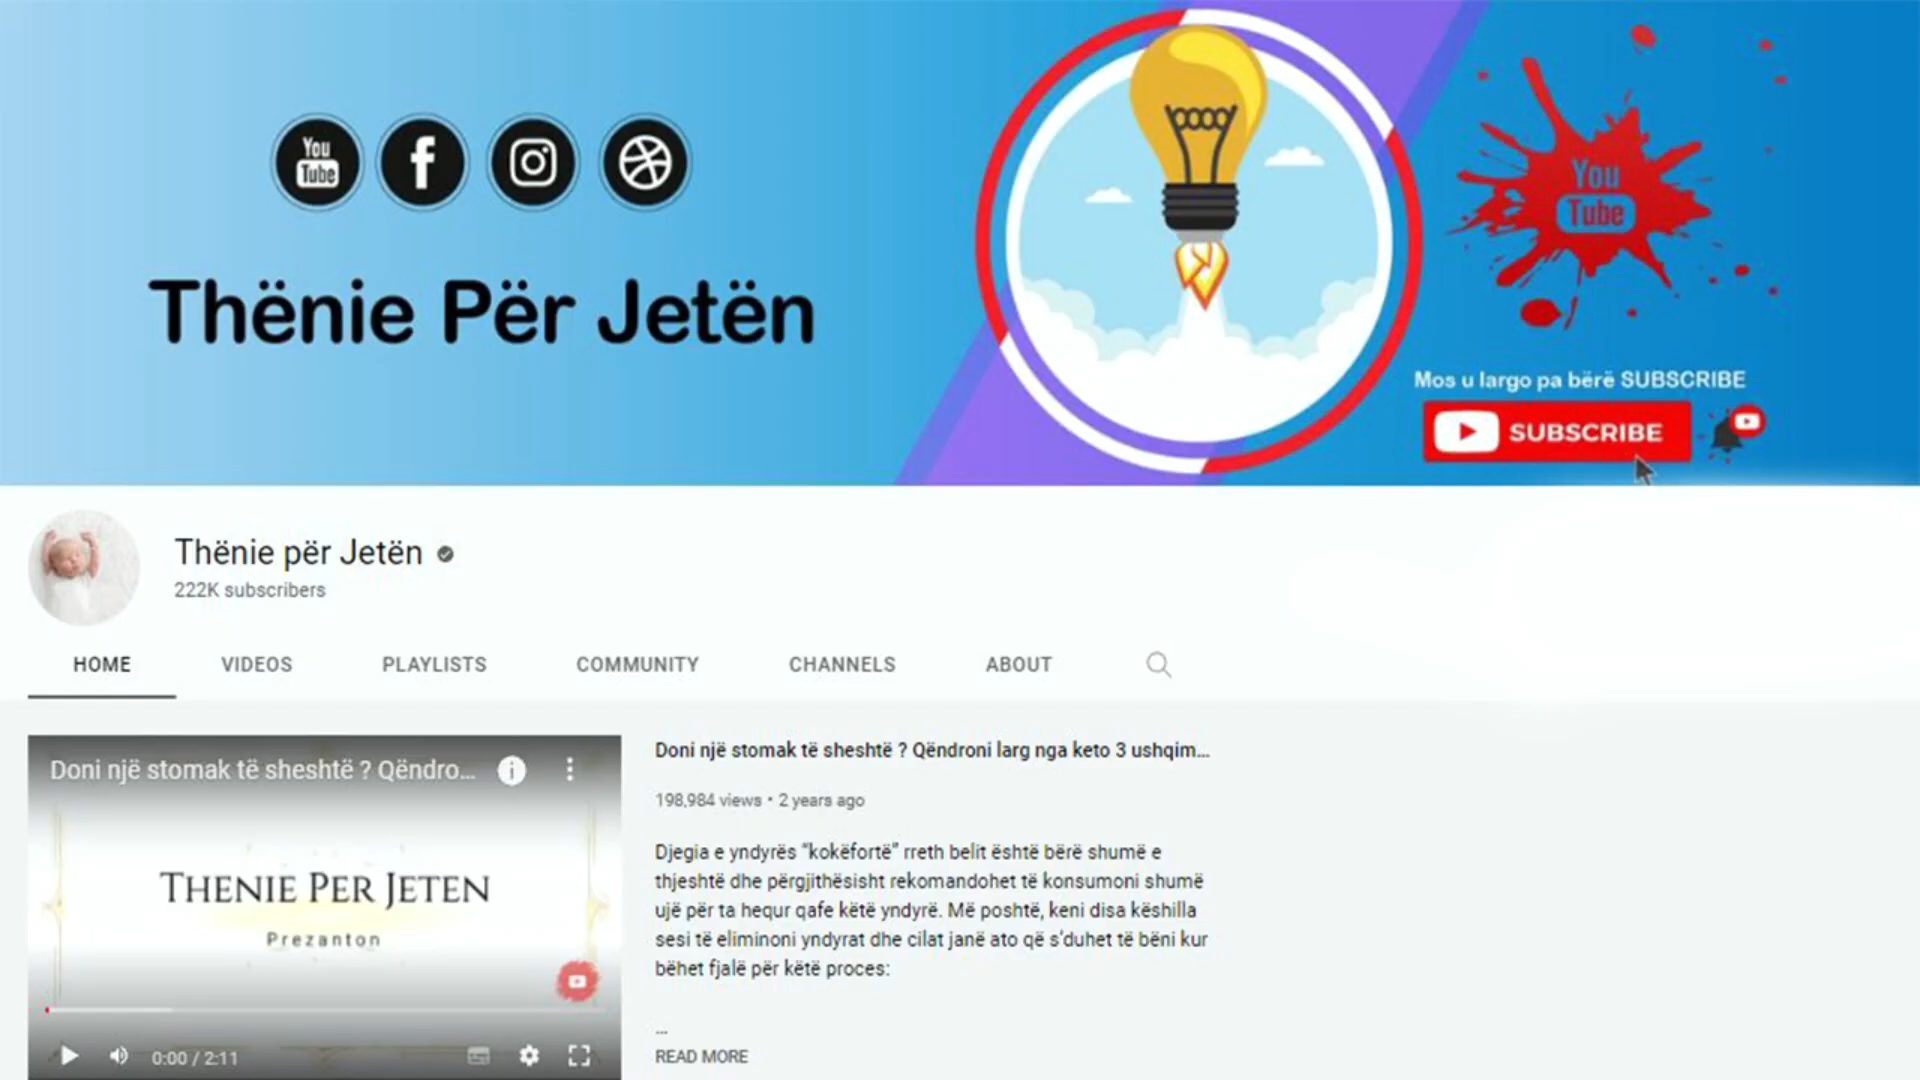 You
Tube
f
You
Tube
Thënie Për Jetën
Mos u largo pa bërë SUBSCRIBE
SUBSCRIBE
Thënie për Jetën
222K subscribers
HOME VIDEOS PLAYLISTS COMMUNITY CHANNELS ABOUT
Doni një stomak të sheshtë ? Qëndro...
THENIE PER JETEN
Prezanton
0:00 / 2:11
Doni një stomak të sheshtë ? Qëndroni larg nga keto 3 ushqim...
198,984 views • 2 years ago
Djegia e yndyrës “kokëfortë” rreth belit është bërë shumë e
thjeshtë dhe përgjithësisht rekomandohet të konsumoni shumë
ujë për ta hequr qafe këtë yndyrë. Më poshtë, keni disa këshilla
sesi të eliminoni yndyrat dhe cilat janë ato që s'duhet të bëni kur
bëhet fjalë për këtë proces:
...
READ MORE